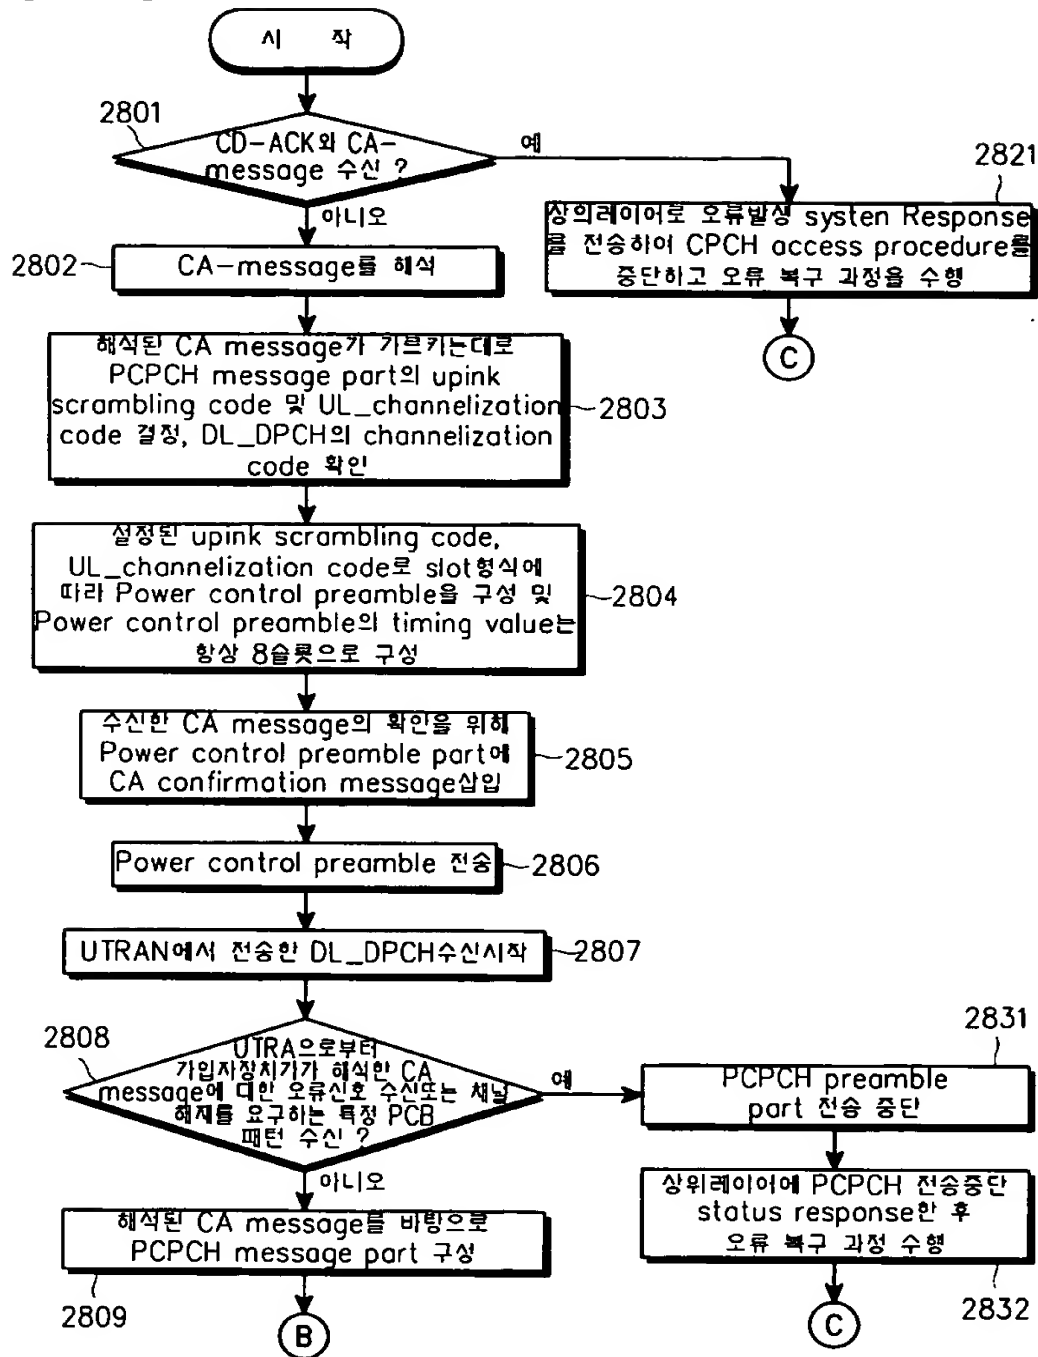 시 작
2801
CD-ACK와 CA-
message 수신 ?
예
아니오
2821
상의레이어로 오류발생 systen Response
를 전송하여 CPCH access procedure를
중단하고 오류 복구 과정을 수행
C
2802
CA-message를 해석
해석된 CA message가 가르키는대로
PCPCH message part의 upink
scrambling code 및 UL_channelization
code 결정, DL_DPCH의 channelization
code 확인
2803
설정된 upink scrambling code,
UL_channelization code로 slot형식에
따라 Power control preamble을 구성 및
Power control preamble의 timing value는
항상 8슬롯으로 구성
2804
수신한 CA message의 확인을 위해
Power control preamble part에
CA confirmation message삽입
2805
Power control preamble 전송
2806
UTRAN에서 전송한 DL_DPCH수신시작
2807
2808
UTRA으로부터
가입자장치가가 해석한 CA
message에 대한 오류신호 수신또는 채널
해재를 요구하는 특정 PCB
패턴 수신 ?
예
아니오
2831
PCPCH preamble
part 전송 중단
상위레이어에 PCPCH 전송중단
status response한 후
오류 복구 과정 수행
2832
C
해석된 CA message를 바탕으로
PCPCH message part 구성
2809
B